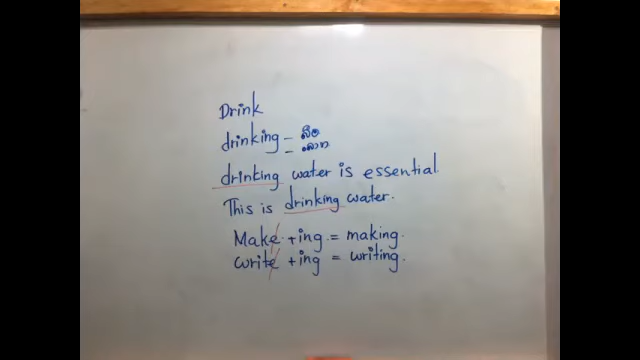 Drink
drinking –
–
drinking water is essential.
This is drinking water.
Make + ing = making.
write + ing = writing.